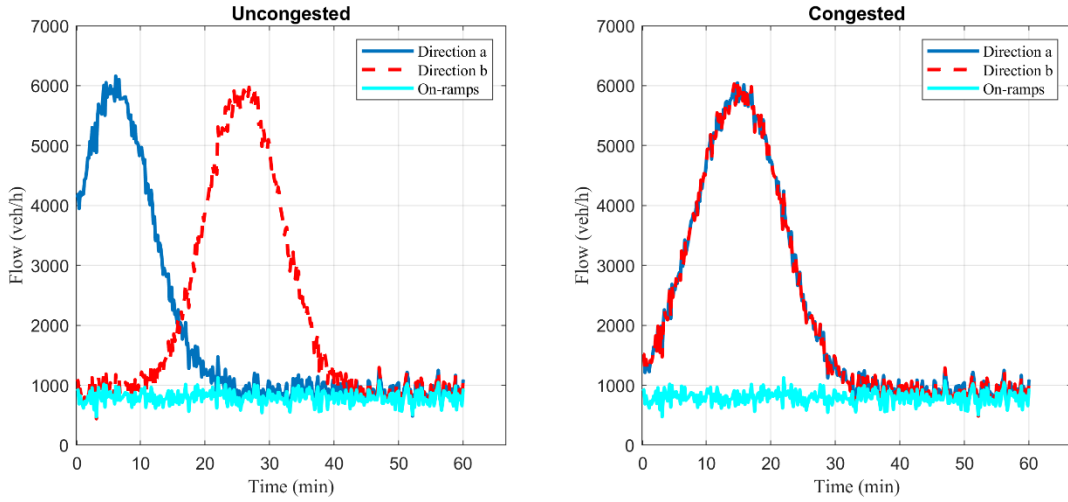 Uncongested
7000
6000
5000
4000
3000
2000
1000
0
Flow (veh/h)
Direction a
Direction b
On-ramps
0 10 20 30 40 50 60
Time (min)
Congested
7000
6000
5000
4000
3000
2000
1000
0
Flow (veh/h)
Direction a
Direction b
On-ramps
0 10 20 30 40 50 60
Time (min)